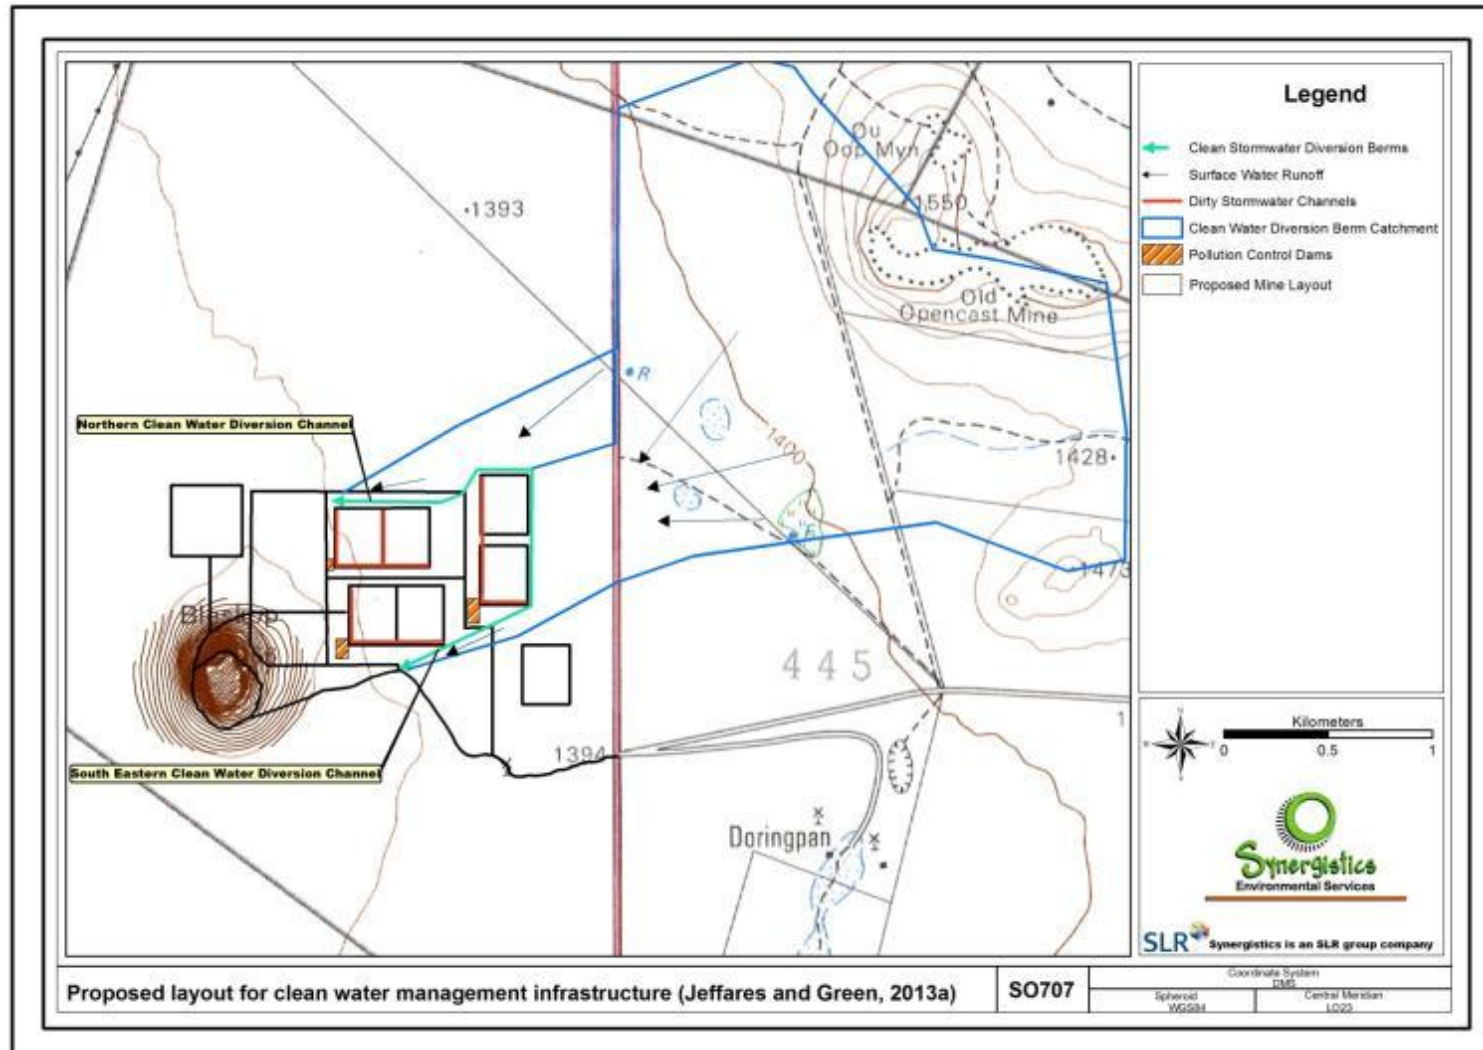 Legend
Clean Stormwater Diversion Berms
Surface Water Runoff
Dirty Stormwater Channels
Clean Water Diversion Berm Catchment
Pollution Control Dams
Proposed Mine Layout
Ou
Oop Myn
1393
1550
Old
Opencast Mine
R
Northern Clean Water Diversion Channel
1400
1428
F
1473
445
1394
South Eastern Clean Water Diversion Channel
Doringpan
1
N
W
E
S
Kilometers
0
0.5
1
Synergistics
Environmental Services
SLR
Synergistics is an SLR group company
Proposed layout for clean water management infrastructure (Jeffares and Green, 2013a)
SO707
Coordinate System
DMS
Spheroid
WGS84
Central Meridian
LO23